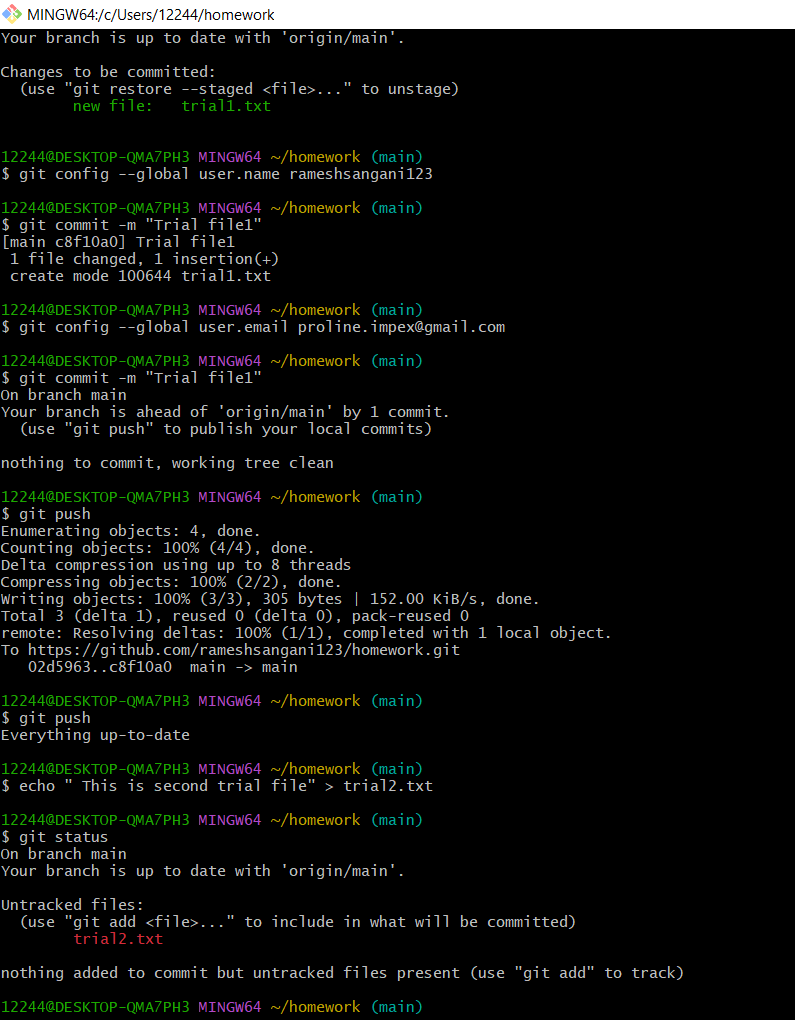 MINGW64:/c/Users/12244/homework
Your branch is up to date with 'origin/main'.
Changes to be committed:
  (use "git restore --staged <file>..." to unstage)
        new file:   trial1.txt
12244@DESKTOP-QMA7PH3 MINGW64 ~/homework (main)
$ git config --global user.name rameshsangani123
12244@DESKTOP-QMA7PH3 MINGW64 ~/homework (main)
$ git commit -m "Trial file1"
[main c8f10a0] Trial file1
 1 file changed, 1 insertion(+)
 create mode 100644 trial1.txt
12244@DESKTOP-QMA7PH3 MINGW64 ~/homework (main)
$ git config --global user.email proline.impex@gmail.com
12244@DESKTOP-QMA7PH3 MINGW64 ~/homework (main)
$ git commit -m "Trial file1"
On branch main
Your branch is ahead of 'origin/main' by 1 commit.
  (use "git push" to publish your local commits)
nothing to commit, working tree clean
12244@DESKTOP-QMA7PH3 MINGW64 ~/homework (main)
$ git push
Enumerating objects: 4, done.
Counting objects: 100% (4/4), done.
Delta compression using up to 8 threads
Compressing objects: 100% (2/2), done.
Writing objects: 100% (3/3), 305 bytes | 152.00 KiB/s, done.
Total 3 (delta 1), reused 0 (delta 0), pack-reused 0
remote: Resolving deltas: 100% (1/1), completed with 1 local object.
To https://github.com/rameshsangani123/homework.git
   02d5963..c8f10a0  main -> main
12244@DESKTOP-QMA7PH3 MINGW64 ~/homework (main)
$ git push
Everything up-to-date
12244@DESKTOP-QMA7PH3 MINGW64 ~/homework (main)
$ echo " This is second trial file" > trial2.txt
12244@DESKTOP-QMA7PH3 MINGW64 ~/homework (main)
$ git status
On branch main
Your branch is up to date with 'origin/main'.
Untracked files:
  (use "git add <file>..." to include in what will be committed)
        trial2.txt
nothing added to commit but untracked files present (use "git add" to track)
12244@DESKTOP-QMA7PH3 MINGW64 ~/homework (main)